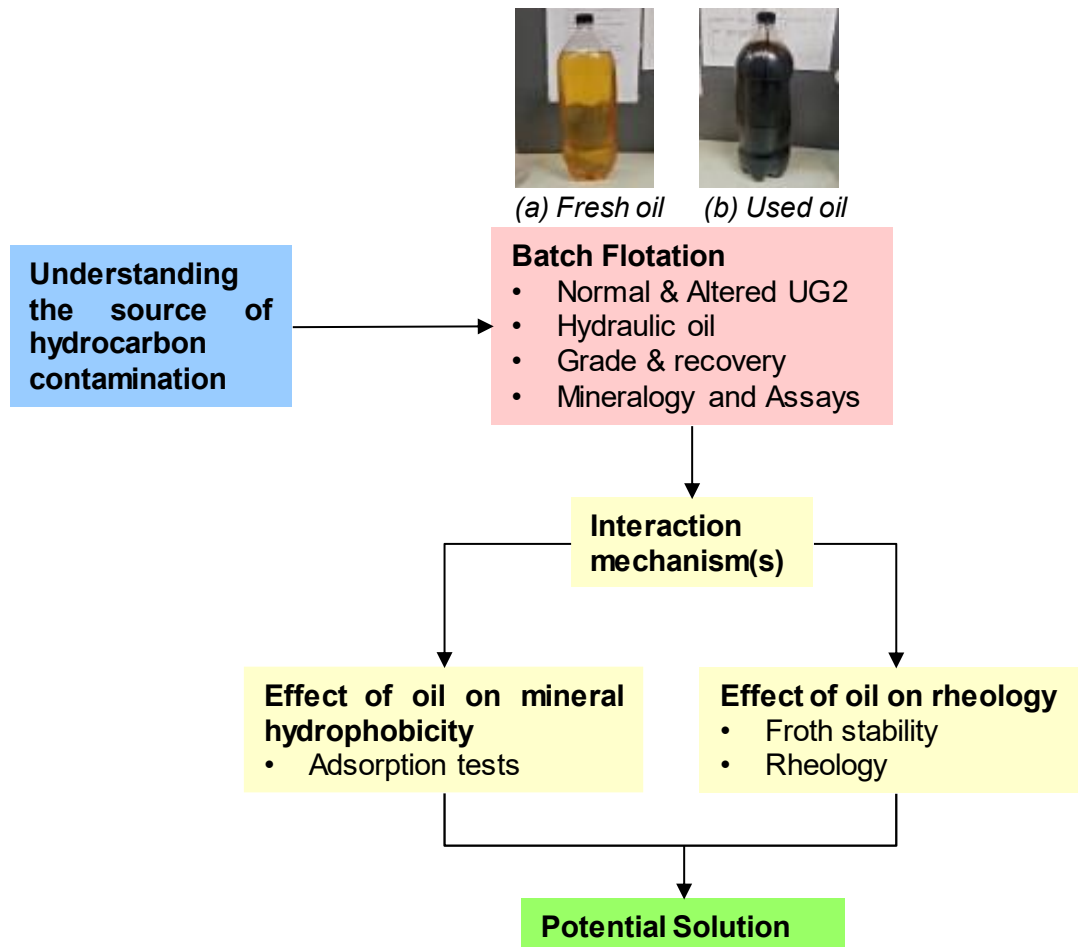 (a) Fresh oil
(b) Used oil
Understanding
the source of
hydrocarbon
contamination
Batch Flotation
• Normal & Altered UG2
• Hydraulic oil
• Grade & recovery
• Mineralogy and Assays
Interaction
mechanism(s)
Effect of oil on mineral
hydrophobicity
• Adsorption tests
Effect of oil on rheology
• Froth stability
• Rheology
Potential Solution